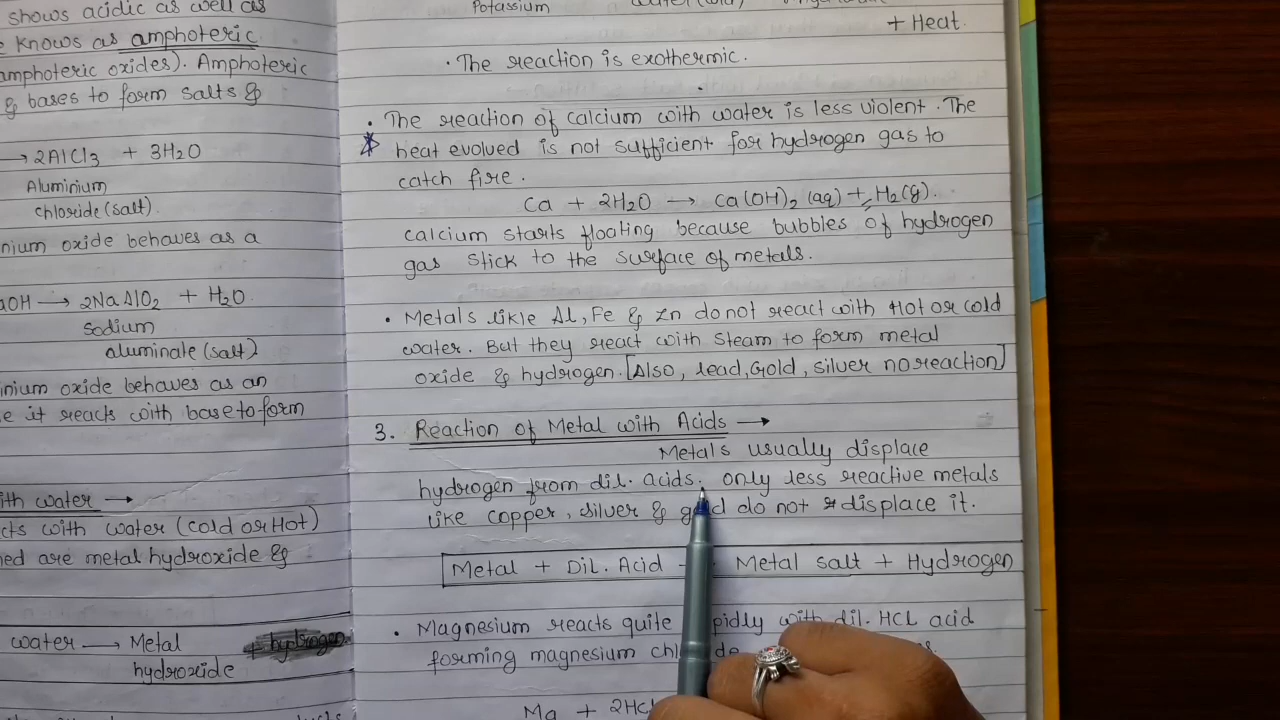 shows acidic as well as
knows as amphoteric
amphoteric oxides). Amphoteric
& bases to form salts &
→ 2AlCl3 + 3H2O
Aluminium
chloride (salt).
nium oxide behaves as a
aOH → 2NaAlO2 + H2O.
sodium
aluminate (salt)
inium oxide behaves as an
e it reacts with base to form
ith water →
cts with water (cold or Hot)
ed are metal hydroxide &
water → Metal + hydrogen
hydroxide
Potassium
+ Heat.
· The reaction is exothermic.
· The reaction of calcium with water is less violent. The
heat evolved is not sufficient for hydrogen gas to
catch fire.
Ca + 2H2O → Ca(OH)2 (aq) + H2(g).
calcium starts floating because bubbles of hydrogen
gas stick to the surface of metals.
· Metals likle Al, Fe & Zn do not react with Hot or cold
water. But they react with steam to form metal
oxide & hydrogen. [Also, lead, Gold, silver no reaction]
3. Reaction of Metal with Acids →
Metals usually displace
hydrogen from dil. acids. only less reactive metals
like copper, silver & gold do not displace it.
Metal + Dil. Acid → Metal salt + Hydrogen
· Magnesium reacts quite rapidly with dil. HCL acid
forming magnesium
Mg + 2HCl